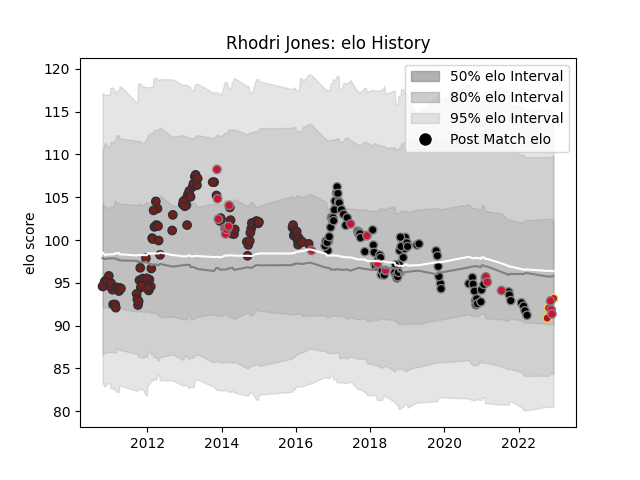 Rhodri Jones: elo History
50% elo Interval
80% elo Interval
95% elo Interval
Post Match elo
elo score
120
115
110
105
100
95
90
85
80
2012
2014
2016
2018
2020
2022